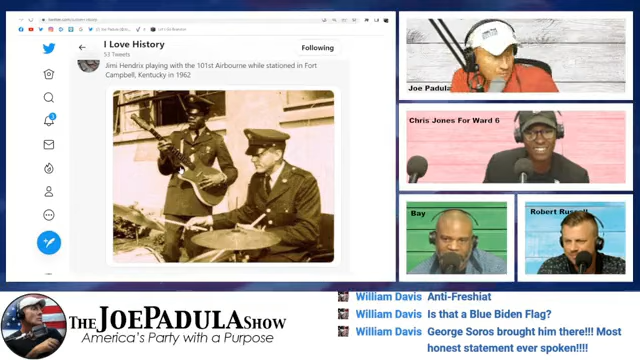 I Love History
53 Tweets
Following
Jimi Hendrix playing with the 101st Airbourne while stationed in Fort
Campbell, Kentucky in 1962
Joe Padula
Chris Jones For Ward 6
Bay
Robert Rus
THE JOEPADULA SHOW
America's Party with a Purpose
William Davis Anti-Freshiat
William Davis Is that a Blue Biden Flag?
William Davis George Soros brought him there!!! Most
honest statement ever spoken!!!!